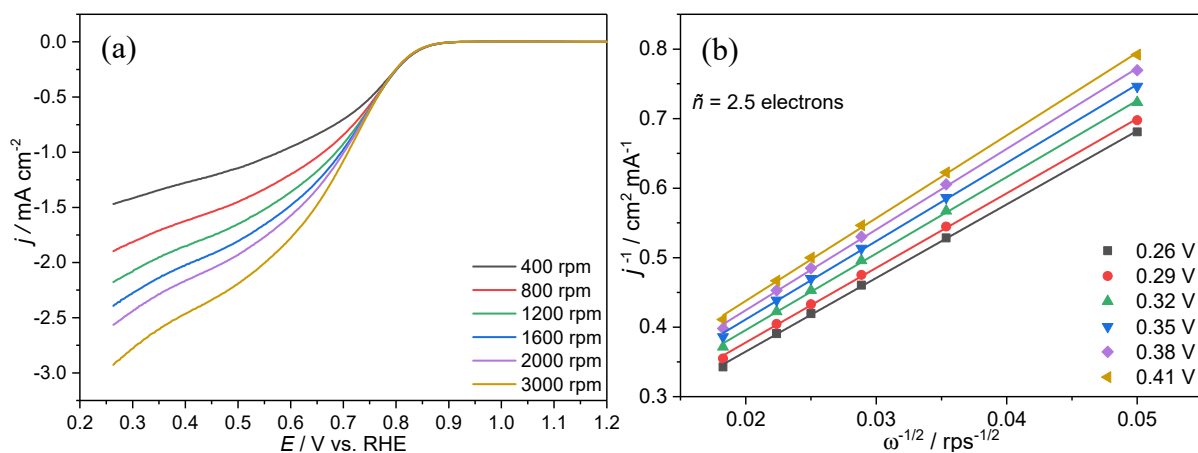 (a)
0.0
-0.5
-1.0
-1.5
-2.0
-2.5
-3.0
j / mA cm⁻²
400 rpm
800 rpm
1200 rpm
1600 rpm
2000 rpm
3000 rpm
0.2 0.3 0.4 0.5 0.6 0.7 0.8 0.9 1.0 1.1 1.2
E / V vs. RHE
(b)
ñ = 2.5 electrons
0.8
0.7
0.6
0.5
0.4
0.3
j⁻¹ / cm² mA⁻¹
0.26 V
0.29 V
0.32 V
0.35 V
0.38 V
0.41 V
0.02 0.03 0.04 0.05
ω⁻¹/² / rps⁻¹/²